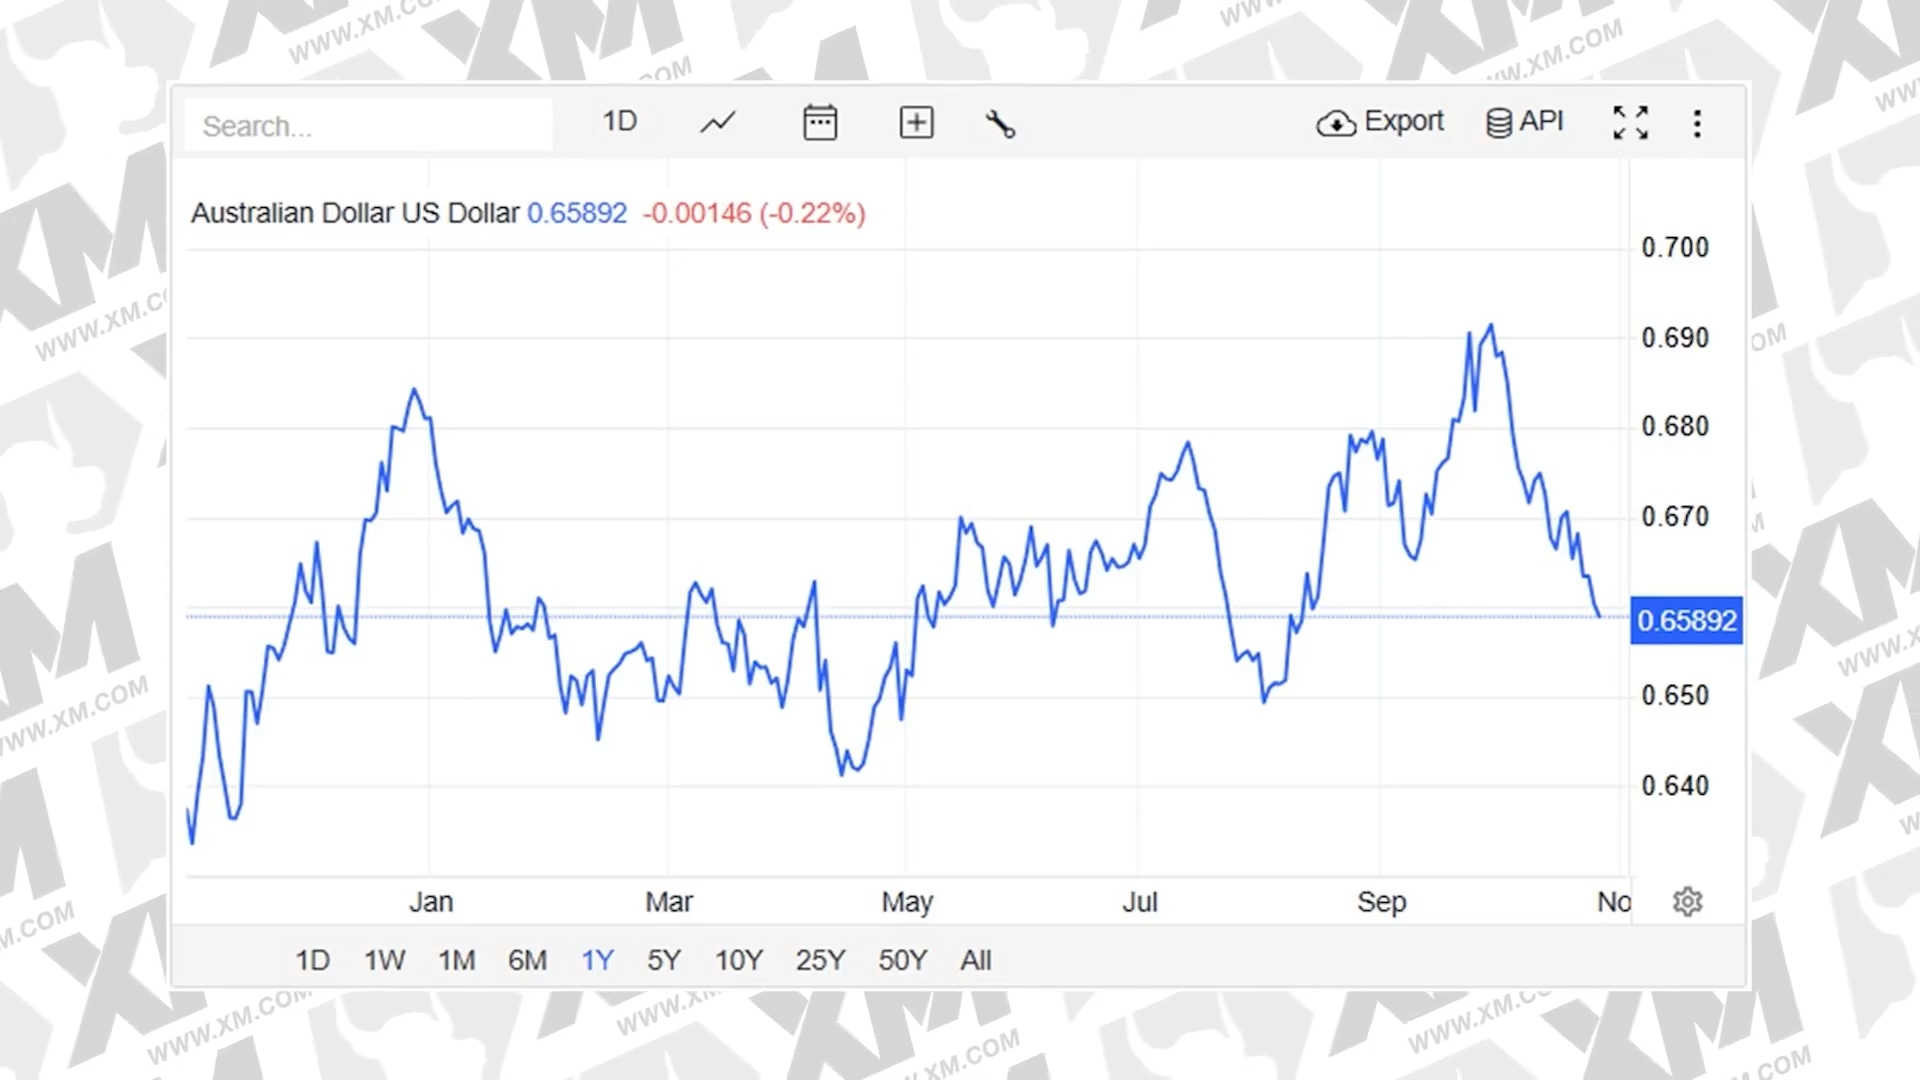 Search...
1D
Export
API
Australian Dollar US Dollar 0.65892 -0.00146 (-0.22%)
0.700
0.690
0.680
0.670
0.65892
0.650
0.640
Jan Mar May Jul Sep No
1D 1W 1M 6M 1Y 5Y 10Y 25Y 50Y All
XM
WWW.XM.COM